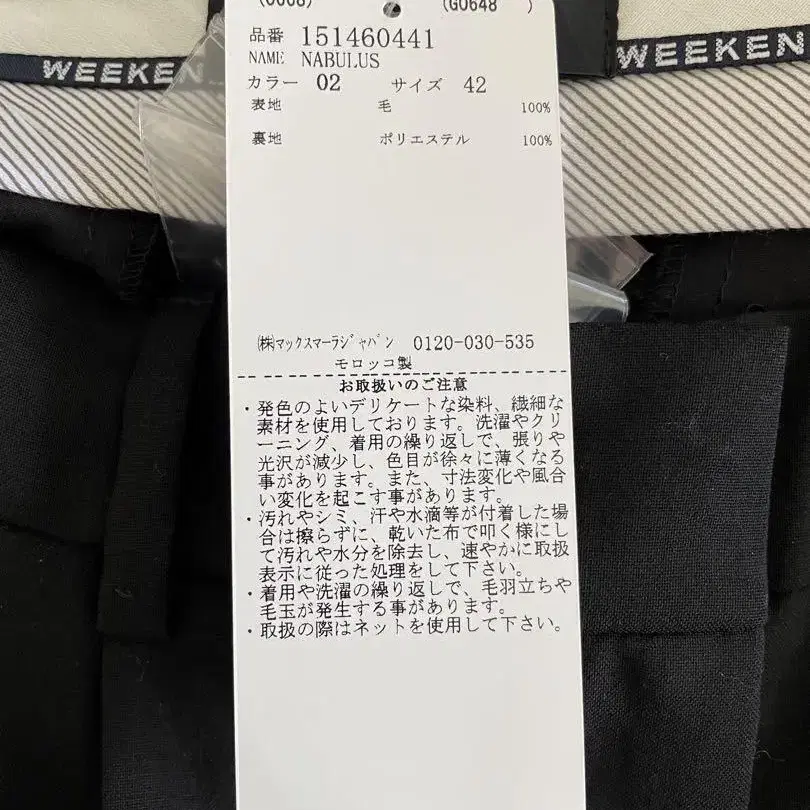 (G0648 )
品番 151460441
NAME NABULUS
カラー 02 サイズ 42
表地 毛 100%
裏地 ポリエステル 100%
WEEKEN
WEEKEN
㈱マックスマーラジャパン 0120-030-535
モロッコ製
お取扱いのご注意
・発色のよいデリケートな染料、繊細な
素材を使用しております。洗濯やクリ
ーニング、着用の繰り返しで、張りや
光沢が減少し、色目が徐々に薄くなる
事があります。また、寸法変化や風合
い変化を起こす事があります。
・汚れやシミ、汗や水滴等が付着した場
合は擦らずに、乾いた布で叩く様にし
て汚れや水分を除去し、速やかに取扱
表示に従った処理をして下さい。
・着用や洗濯の繰り返しで、毛羽立ちや
毛玉が発生する事があります。
・取扱の際はネットを使用して下さい。